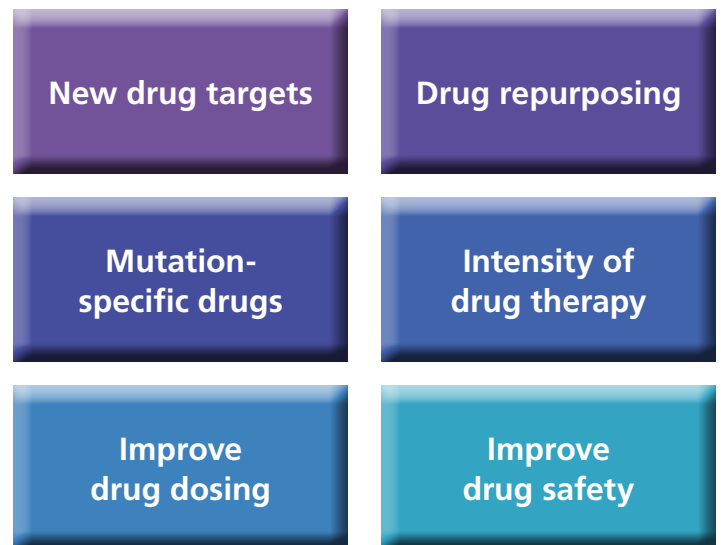 New drug targets
Drug repurposing
Mutation-
specific drugs
Intensity of
drug therapy
Improve
drug dosing
Improve
drug safety